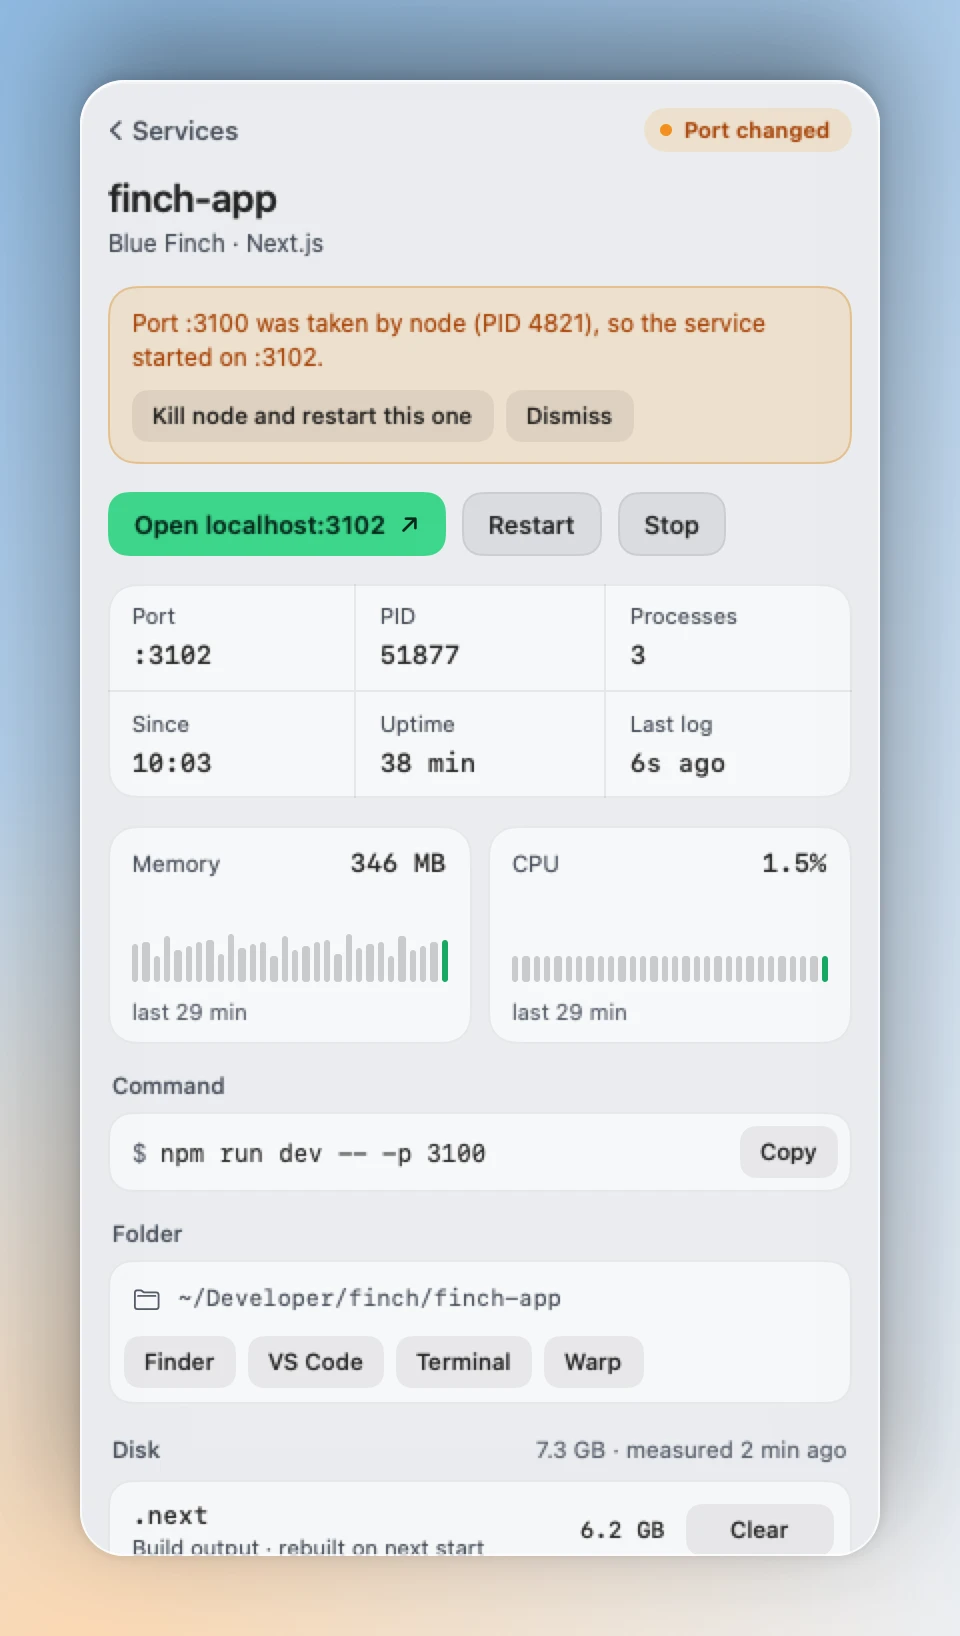 Services
Port changed
finch-app
Blue Finch · Next.js
Port :3100 was taken by node (PID 4821), so the service
started on :3102.
Kill node and restart this one
Dismiss
Open localhost:3102 ↗
Restart
Stop
Port
PID
Processes
:3102
51877
3
Since
Uptime
Last log
10:03
38 min
6s ago
Memory
346 MB
last 29 min
CPU
1.5%
last 29 min
Command
$ npm run dev -- -p 3100
Copy
Folder
~/Developer/finch/finch-app
Finder
VS Code
Terminal
Warp
Disk
7.3 GB · measured 2 min ago
.next
Build output · rebuilt on next start
6.2 GB
Clear